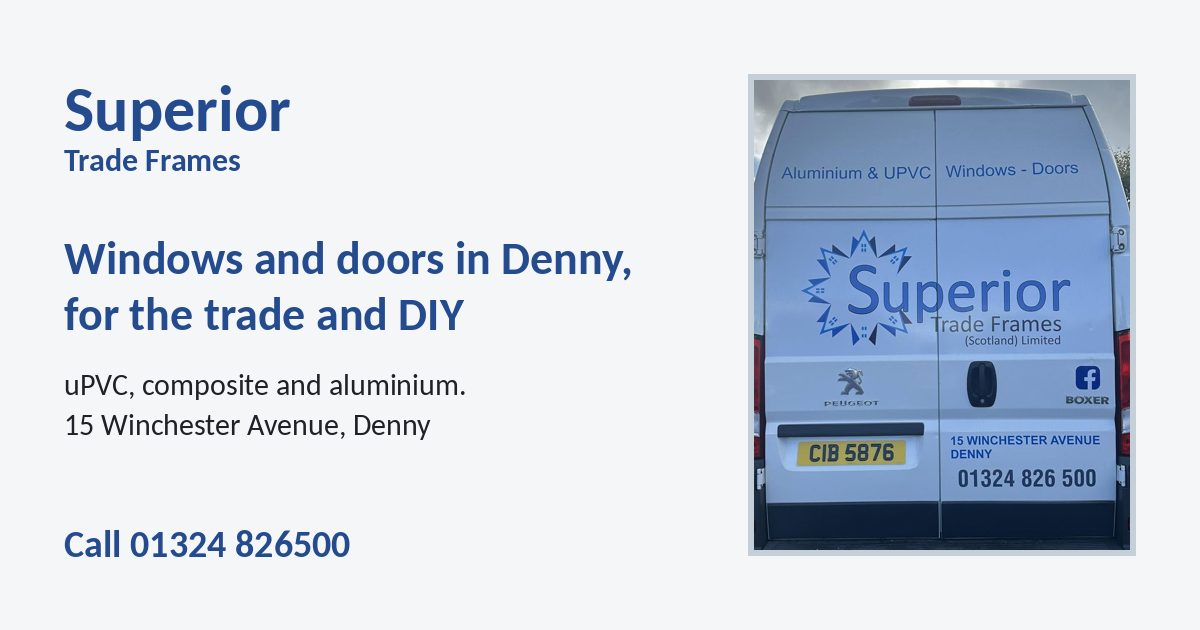 Superior
Trade Frames
Windows and doors in Denny,
for the trade and DIY
uPVC, composite and aluminium.
15 Winchester Avenue, Denny
Call 01324 826500
Aluminium & UPVC Windows - Doors
Superior
Trade Frames
(Scotland) Limited
PEUGEOT
BOXER
CIB 5876
15 WINCHESTER AVENUE
DENNY
01324 826 500